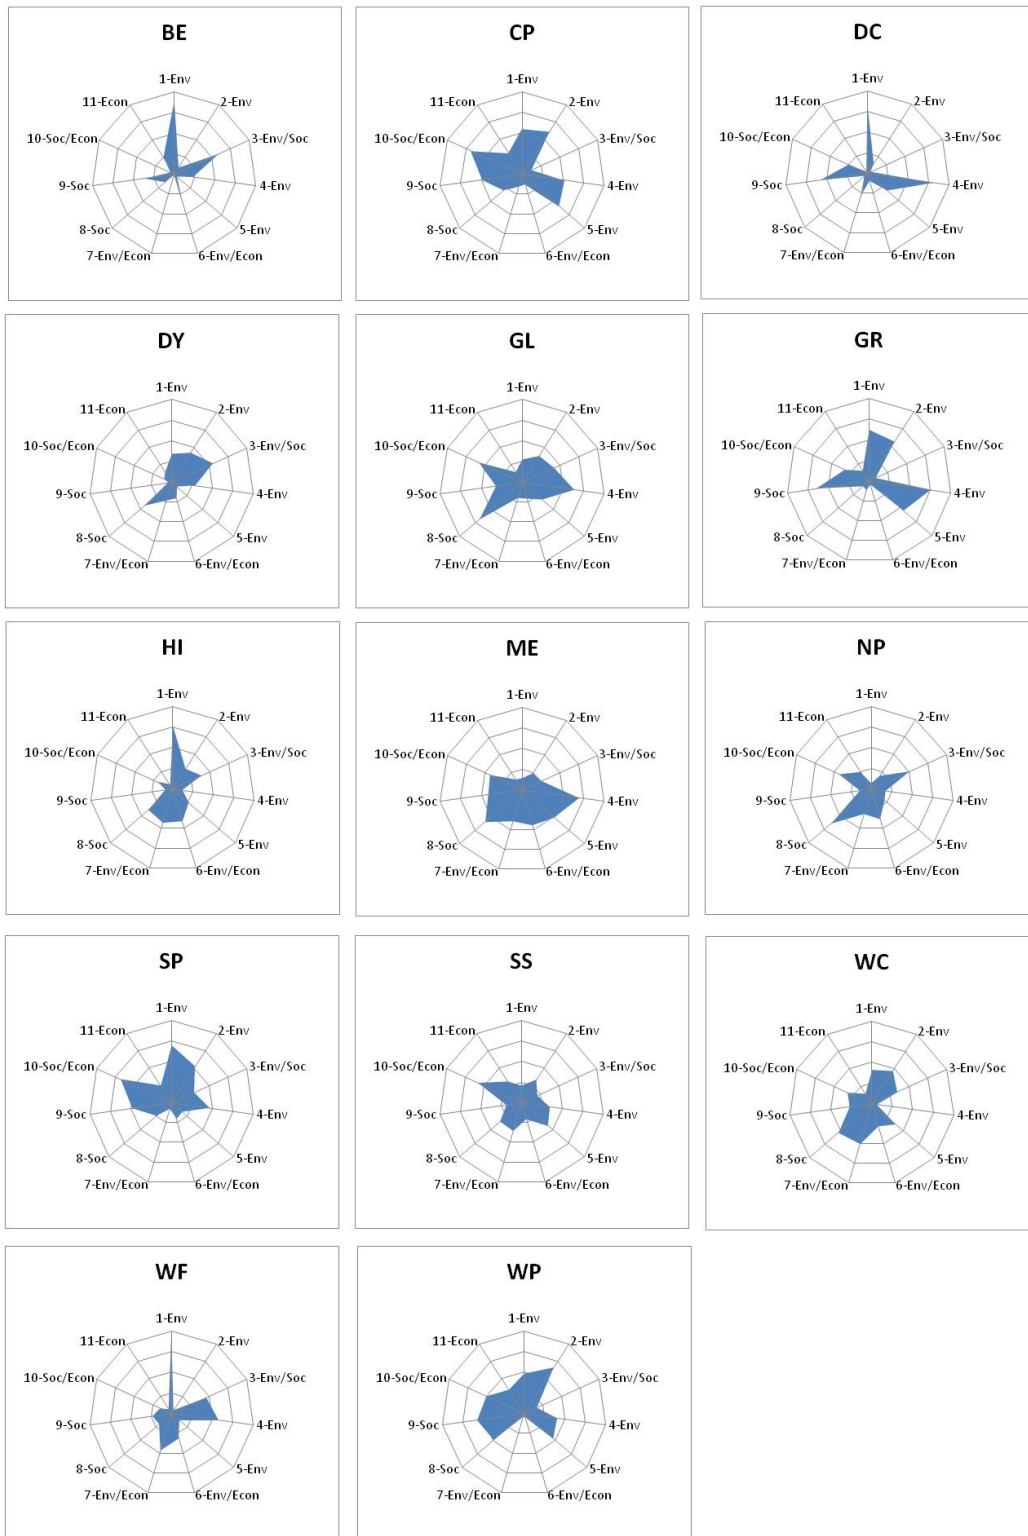 BE
1-Env
2-Env
3-Env/Soc
4-Env
5-Env
6-Env/Econ
7-Env/Econ
8-Soc
9-Soc
10-Soc/Econ
11-Econ
CP
1-Env
2-Env
3-Env/Soc
4-Env
5-Env
6-Env/Econ
7-Env/Econ
8-Soc
9-Soc
10-Soc/Econ
11-Econ
DC
1-Env
2-Env
3-Env/Soc
4-Env
5-Env
6-Env/Econ
7-Env/Econ
8-Soc
9-Soc
10-Soc/Econ
11-Econ
DY
1-Env
2-Env
3-Env/Soc
4-Env
5-Env
6-Env/Econ
7-Env/Econ
8-Soc
9-Soc
10-Soc/Econ
11-Econ
GL
1-Env
2-Env
3-Env/Soc
4-Env
5-Env
6-Env/Econ
7-Env/Econ
8-Soc
9-Soc
10-Soc/Econ
11-Econ
GR
1-Env
2-Env
3-Env/Soc
4-Env
5-Env
6-Env/Econ
7-Env/Econ
8-Soc
9-Soc
10-Soc/Econ
11-Econ
HI
1-Env
2-Env
3-Env/Soc
4-Env
5-Env
6-Env/Econ
7-Env/Econ
8-Soc
9-Soc
10-Soc/Econ
11-Econ
ME
1-Env
2-Env
3-Env/Soc
4-Env
5-Env
6-Env/Econ
7-Env/Econ
8-Soc
9-Soc
10-Soc/Econ
11-Econ
NP
1-Env
2-Env
3-Env/Soc
4-Env
5-Env
6-Env/Econ
7-Env/Econ
8-Soc
9-Soc
10-Soc/Econ
11-Econ
SP
1-Env
2-Env
3-Env/Soc
4-Env
5-Env
6-Env/Econ
7-Env/Econ
8-Soc
9-Soc
10-Soc/Econ
11-Econ
SS
1-Env
2-Env
3-Env/Soc
4-Env
5-Env
6-Env/Econ
7-Env/Econ
8-Soc
9-Soc
10-Soc/Econ
11-Econ
WC
1-Env
2-Env
3-Env/Soc
4-Env
5-Env
6-Env/Econ
7-Env/Econ
8-Soc
9-Soc
10-Soc/Econ
11-Econ
WF
1-Env
2-Env
3-Env/Soc
4-Env
5-Env
6-Env/Econ
7-Env/Econ
8-Soc
9-Soc
10-Soc/Econ
11-Econ
WP
1-Env
2-Env
3-Env/Soc
4-Env
5-Env
6-Env/Econ
7-Env/Econ
8-Soc
9-Soc
10-Soc/Econ
11-Econ